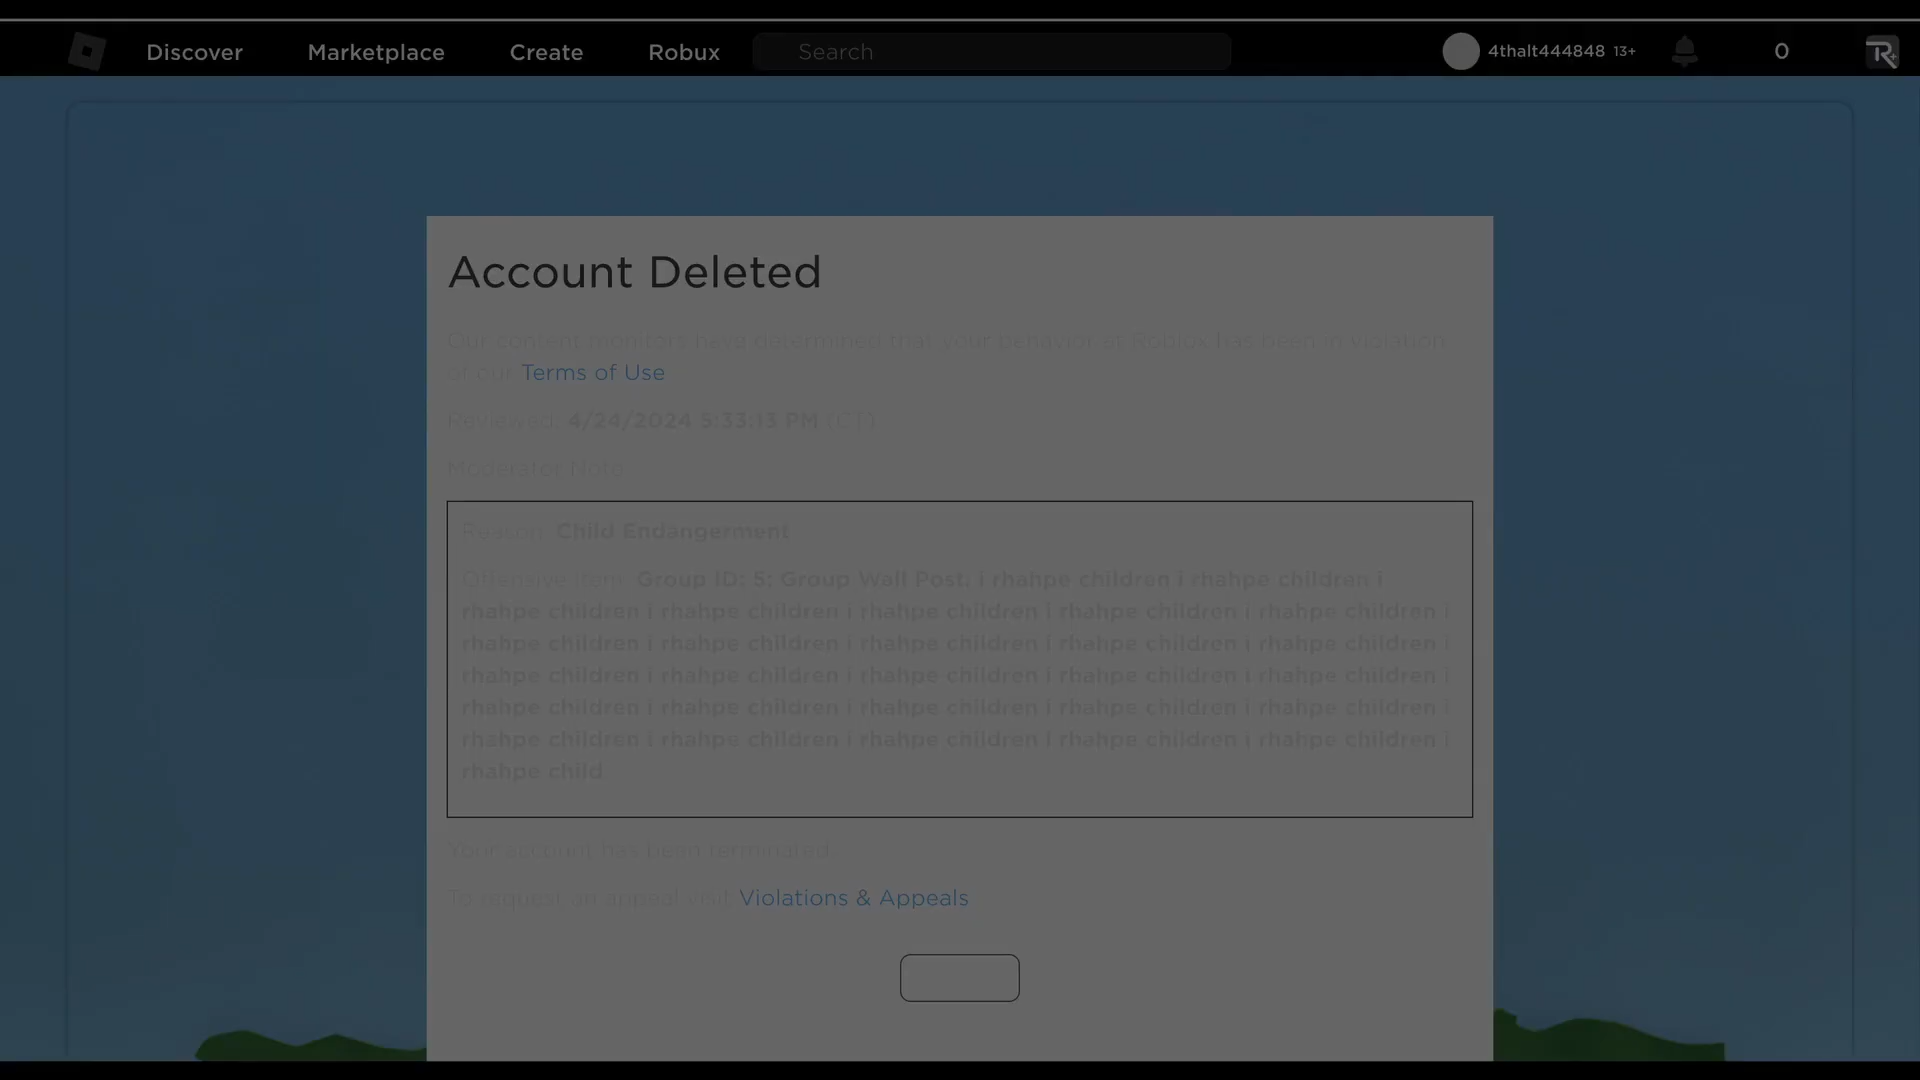 Discover Marketplace Create Robux Search 4thalt444848 13+ 0
Account Deleted
Our content monitors have determined that your behavior at Roblox has been in violation
of our Terms of Use
Reviewed: 4/24/2024 5:33:13 PM (CT)
Moderator Note
Reason: Child Endangerment
Offensive Item: Group ID: 5; Group Wall Post; i rhahpe children i rhahpe children i
rhahpe children i rhahpe children i rhahpe children i rhahpe children i rhahpe children i
rhahpe children i rhahpe children i rhahpe children i rhahpe children i rhahpe children i
rhahpe children i rhahpe children i rhahpe children i rhahpe children i rhahpe children i
rhahpe children i rhahpe children i rhahpe children i rhahpe children i rhahpe children i
rhahpe children i rhahpe children i rhahpe children i rhahpe children i rhahpe children i
rhahpe child
Your account has been terminated.
To request an appeal visit Violations & Appeals